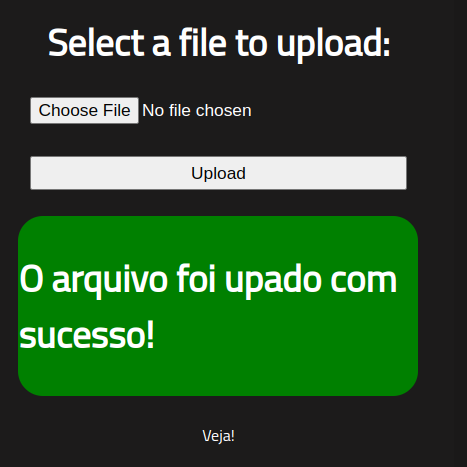 Select a file to upload:
Choose File No file chosen
Upload
O arquivo foi upado com
sucesso!
Veja!